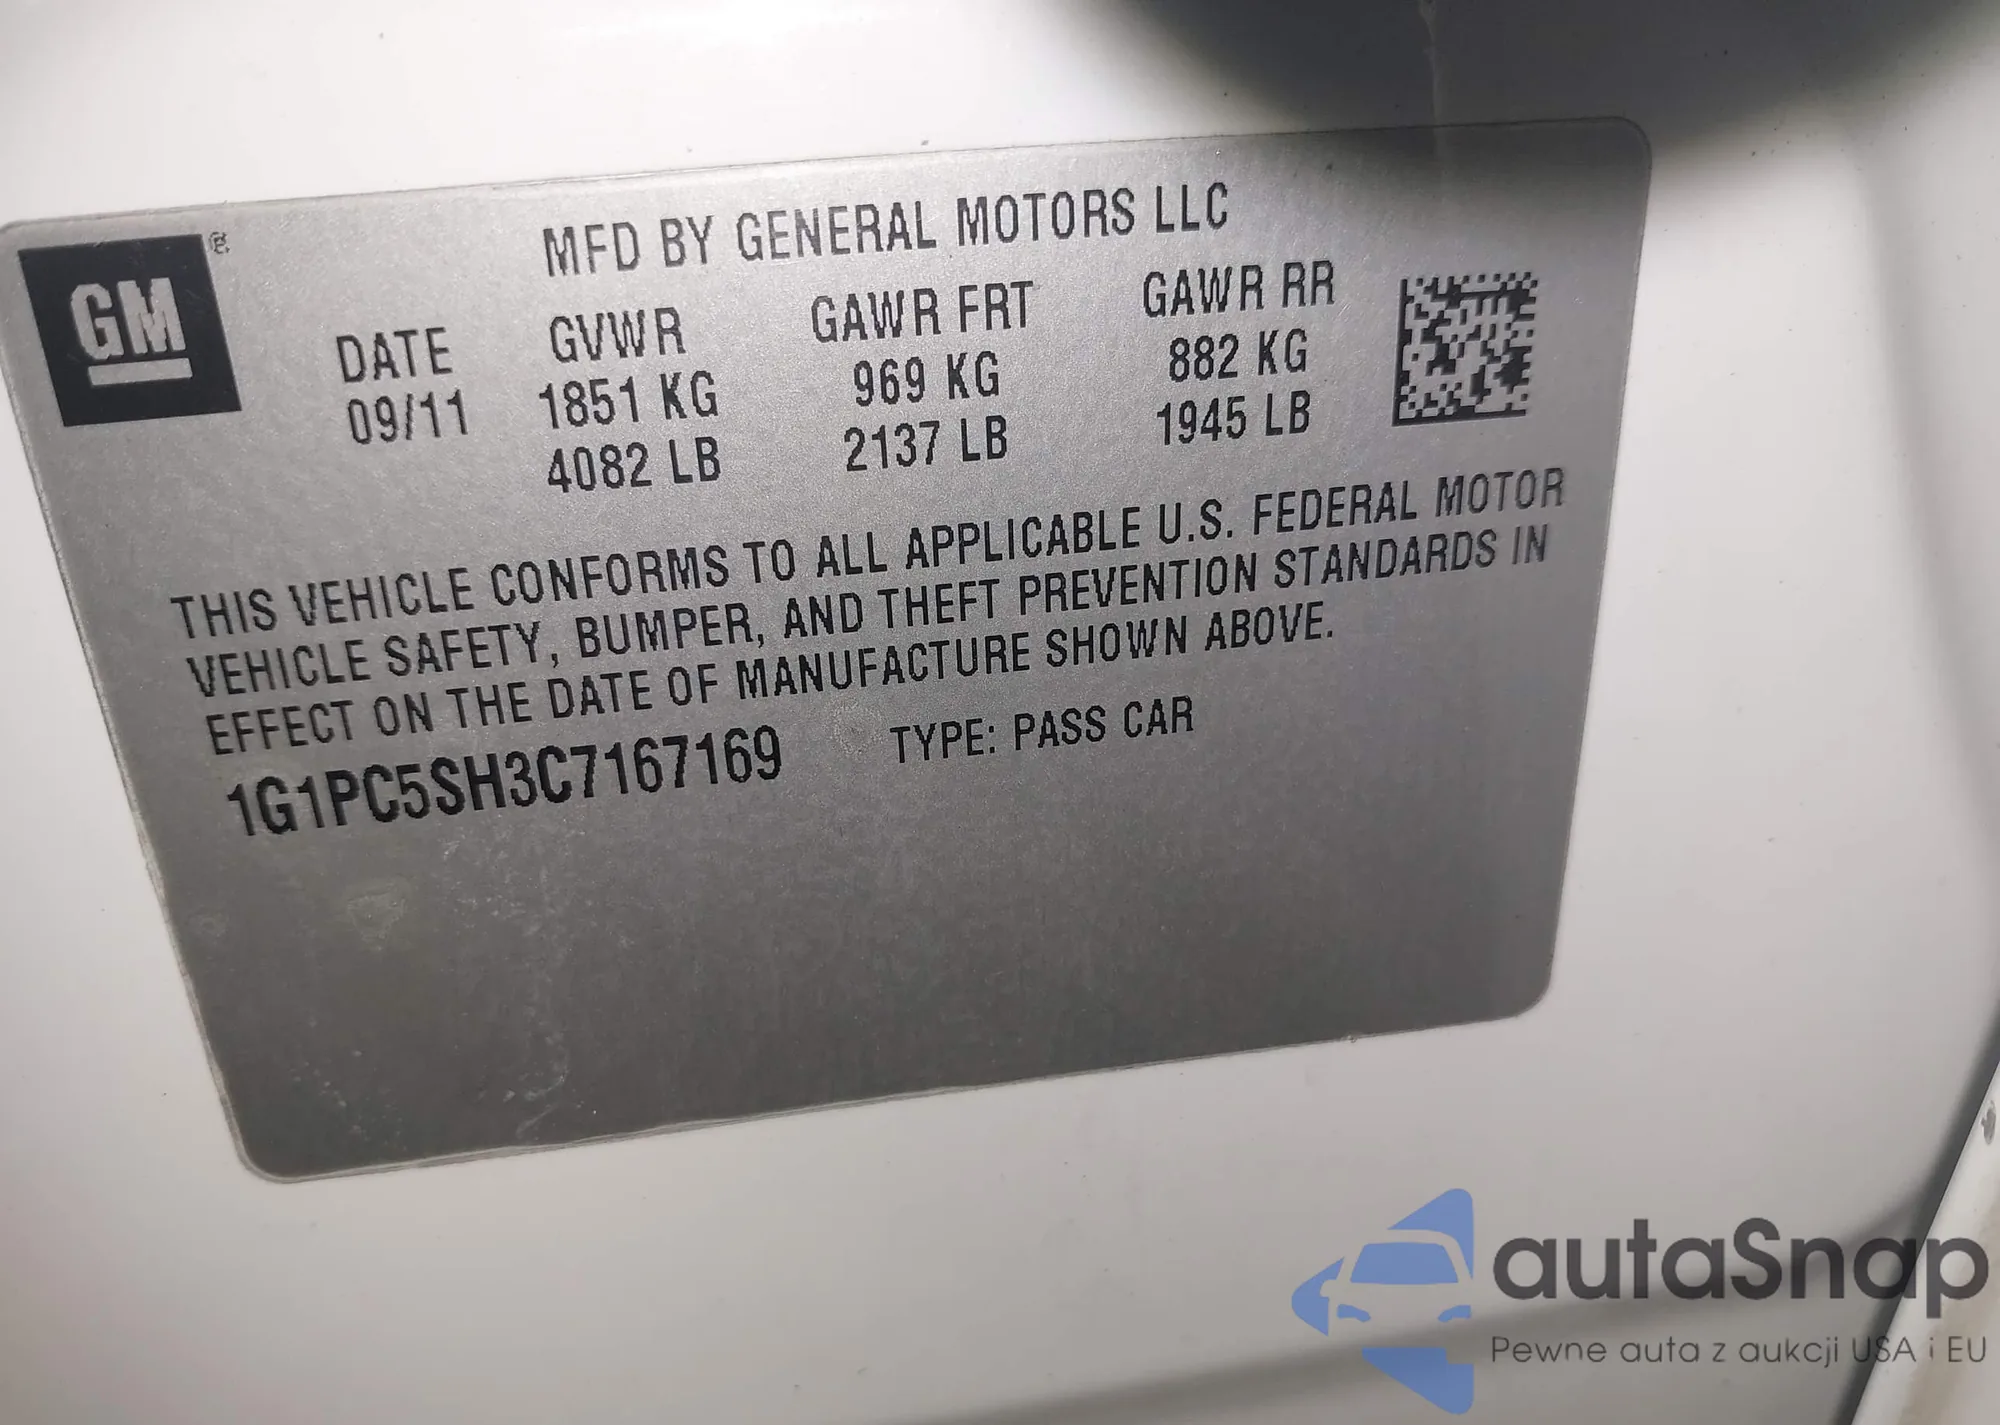 GM
MFD BY GENERAL MOTORS LLC
DATE GVWR GAWR FRT GAWR RR
09/11 1851 KG 969 KG 882 KG
4082 LB 2137 LB 1945 LB
THIS VEHICLE CONFORMS TO ALL APPLICABLE U.S. FEDERAL MOTOR
VEHICLE SAFETY, BUMPER, AND THEFT PREVENTION STANDARDS IN
EFFECT ON THE DATE OF MANUFACTURE SHOWN ABOVE.
1G1PC5SH3C7167169 TYPE: PASS CAR
autaSnap
Pewne auta z aukcji USA i EU